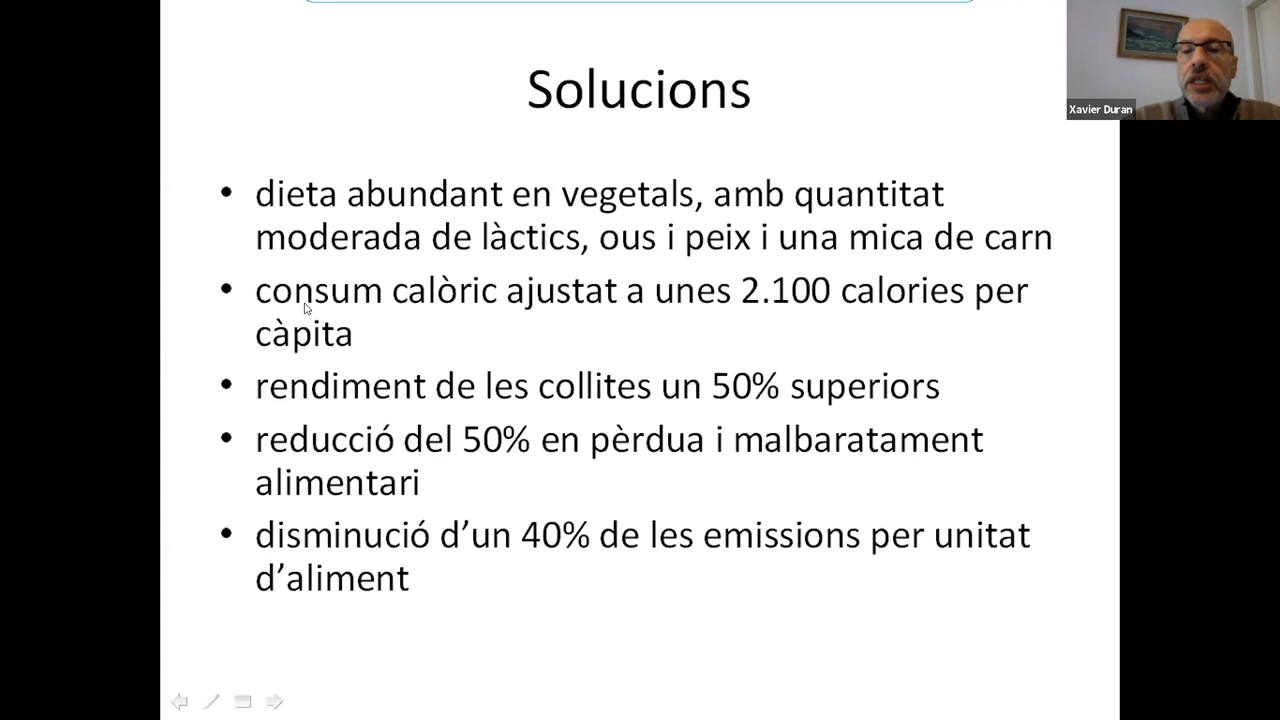 Solucions
Xavier Duran
• dieta abundant en vegetals, amb quantitat
moderada de làctics, ous i peix i una mica de carn
• consum calòric ajustat a unes 2.100 calories per
càpita
• rendiment de les collites un 50% superiors
• reducció del 50% en pèrdua i malbaratament
alimentari
• disminució d’un 40% de les emissions per unitat
d’aliment